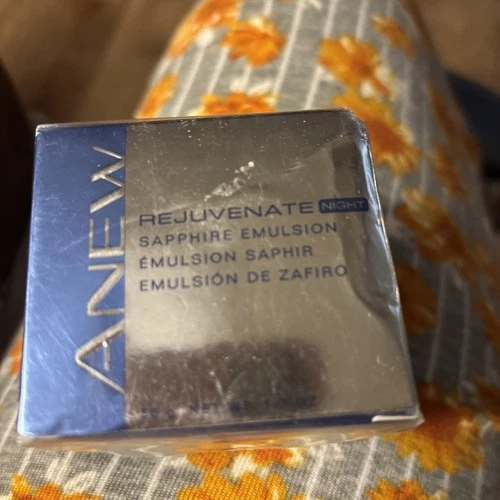 ANEW
REJUVENATE NIGHT
SAPPHIRE EMULSION
ÉMULSION SAPHIR
EMULSIÓN DE ZAFIRO